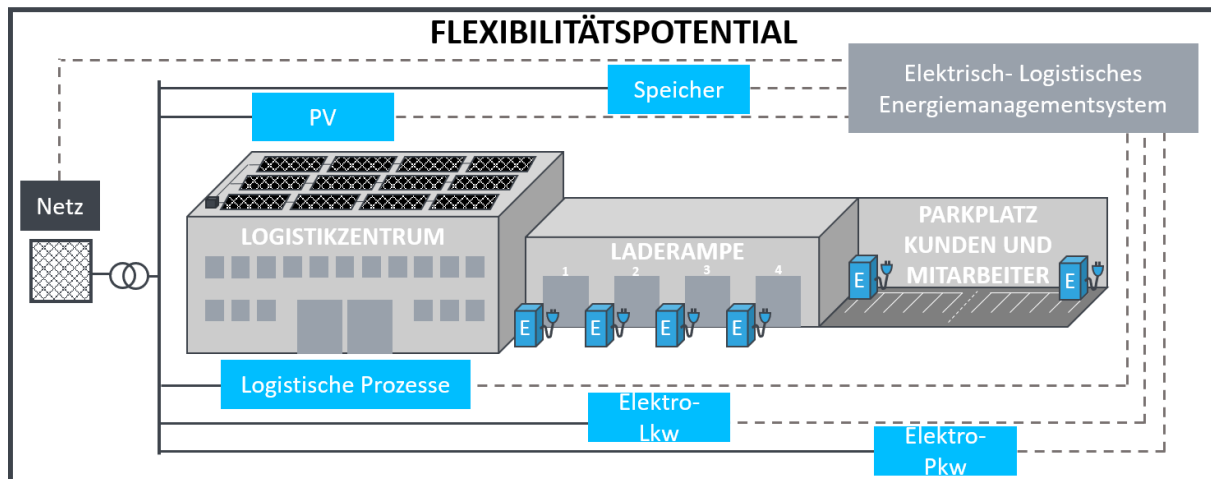 FLEXIBILITÄTSPOTENTIAL
Elektrisch- Logistisches
Energiemanagementsystem
Speicher
PV
Netz
LOGISTIKZENTRUM
LADERAMPE
1 2 3 4
PARKPLATZ
KUNDEN UND
MITARBEITER
E E
E E E E
Logistische Prozesse
Elektro-
Lkw
Elektro-
Pkw